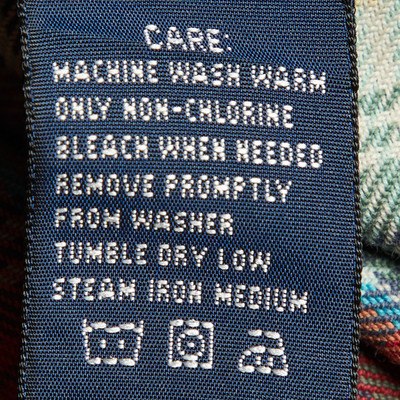 CARE:
MACHINE WASH WARM
ONLY NON-CHLORINE
BLEACH WHEN NEEDED
REMOVE PROMPTLY
FROM WASHER
TUMBLE DRY LOW
STEAM IRON MEDIUM